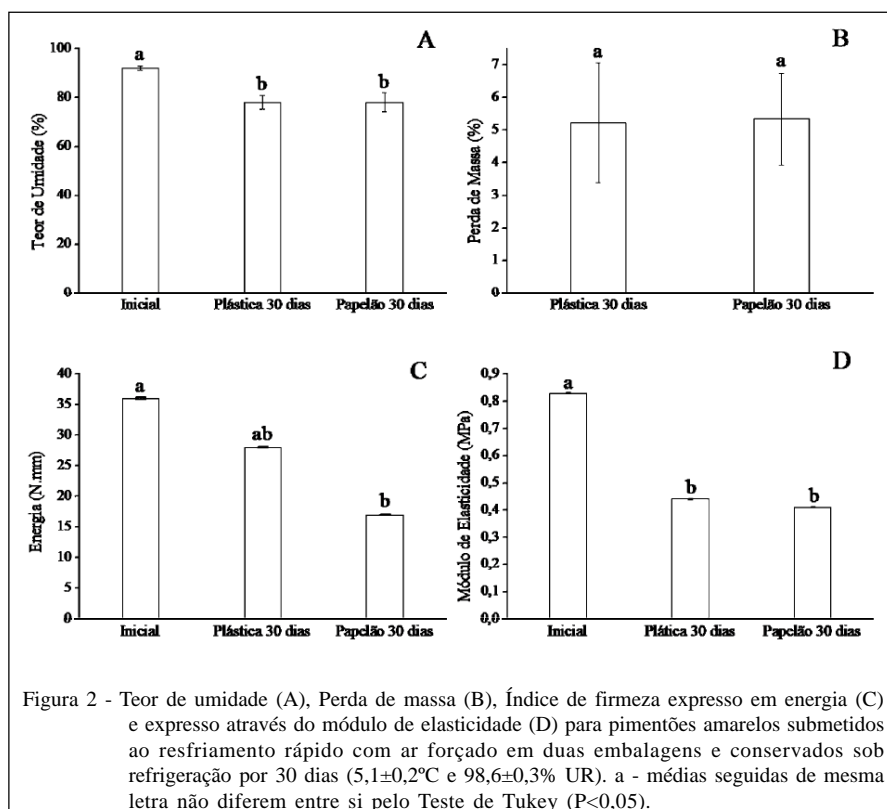 A
Teor de Umidade (%)
100
80
60
40
20
0
a
b
b
Inicial
Plástica 30 dias
Papelão 30 dias
B
Perda de Massa (%)
7
6
5
4
3
2
1
0
a
a
Plástica 30 dias
Papelão 30 dias
C
Energia (N.mm)
40
35
30
25
20
15
10
5
0
a
ab
b
Inicial
Plástica 30 dias
Papelão 30 dias
D
Módulo de Elasticidade (MPa)
0,9
0,8
0,7
0,6
0,5
0,4
0,3
0,2
0,1
0,0
a
b
b
Inicial
Plática 30 dias
Papelão 30 dias
Figura 2 - Teor de umidade (A), Perda de massa (B), Índice de firmeza expresso em energia (C)
e expresso através do módulo de elasticidade (D) para pimentões amarelos submetidos
ao resfriamento rápido com ar forçado em duas embalagens e conservados sob
refrigeração por 30 dias (5,1±0,2ºC e 98,6±0,3% UR). a - médias seguidas de mesma
letra não diferem entre si pelo Teste de Tukey (P<0,05).